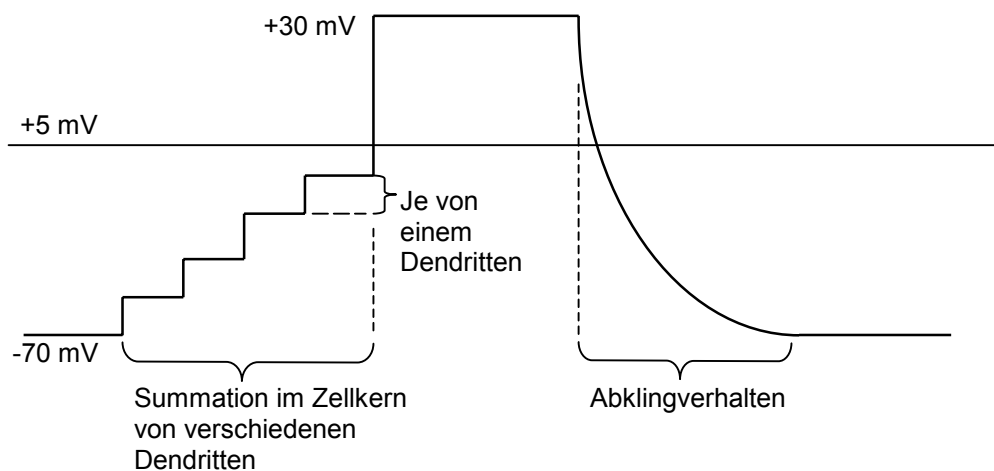 +30 mV
+5 mV
Je von
einem
Dendritten
-70 mV
Summation im Zellkern
von verschiedenen
Dendritten
Abklingverhalten